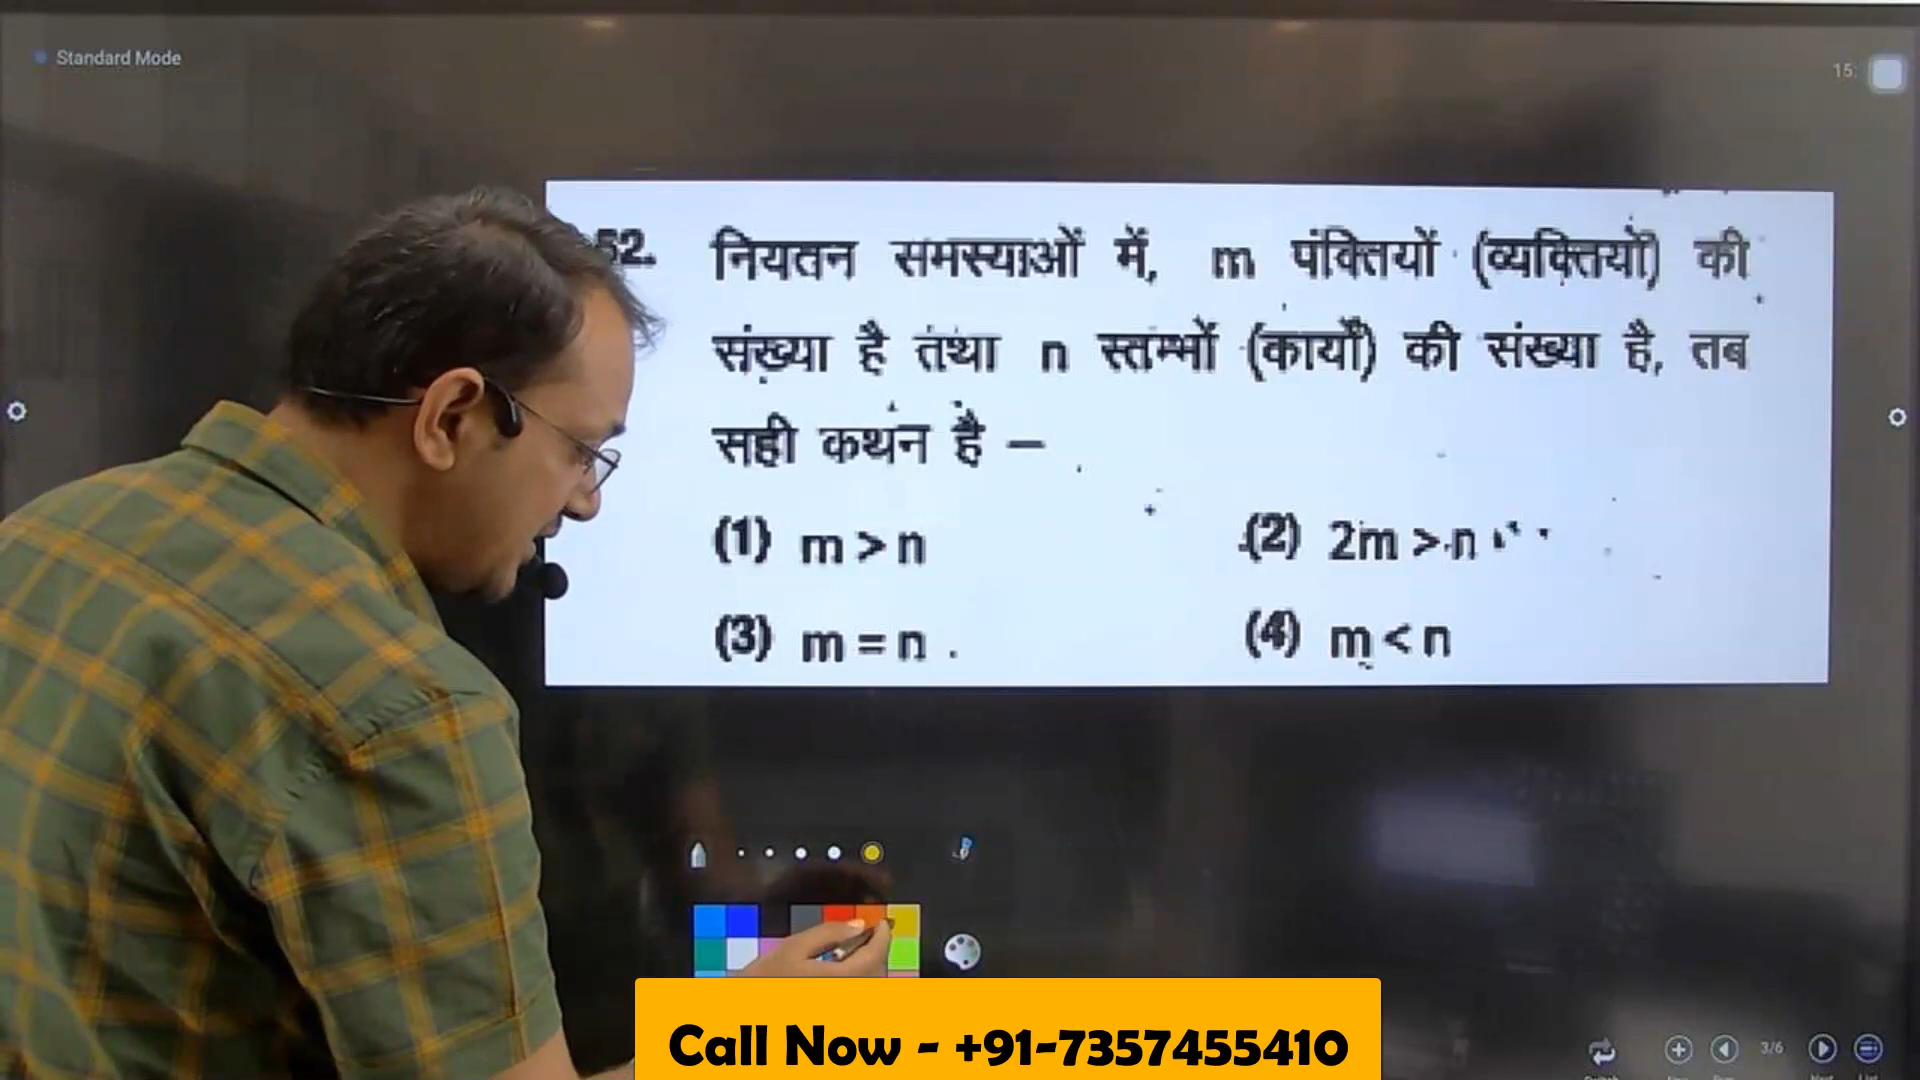 Standard Mode
15:
52. नियतन समस्याओं में, m पंक्तियों (व्यक्तियों) की
संख्या है तथा n स्तम्भों (कार्यों) की संख्या है, तब
सही कथन है –
(1) m > n
(2) 2m > n
(3) m = n .
(4) m < n
3/6
Call Now - +91-7357455410